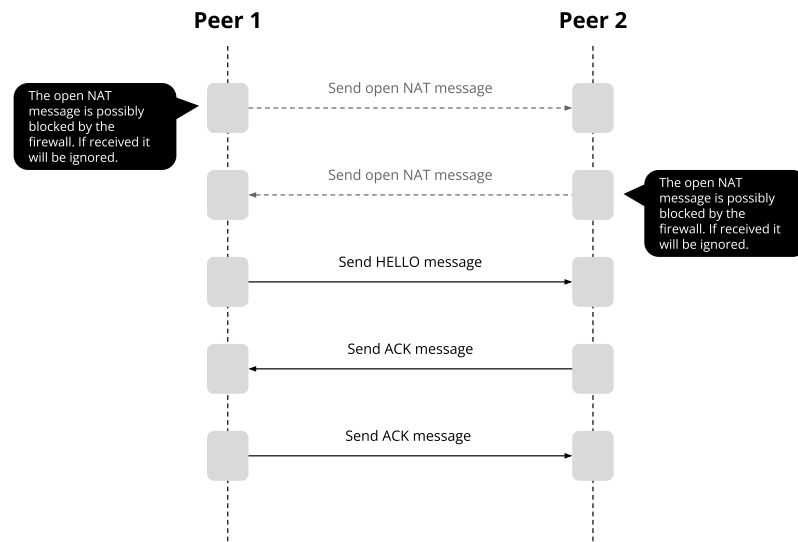 Peer 1
Peer 2
Send open NAT message
The open NAT
message is possibly
blocked by the
firewall. If received it
will be ignored.
Send open NAT message
The open NAT
message is possibly
blocked by the
firewall. If received it
will be ignored.
Send HELLO message
Send ACK message
Send ACK message